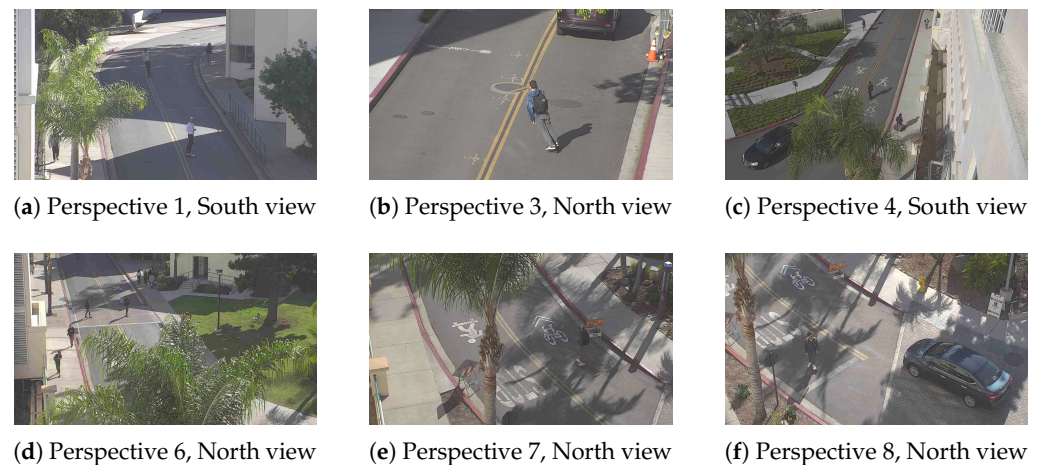 (a) Perspective 1, South view
(b) Perspective 3, North view
(c) Perspective 4, South view
(d) Perspective 6, North view
(e) Perspective 7, North view
(f) Perspective 8, North view